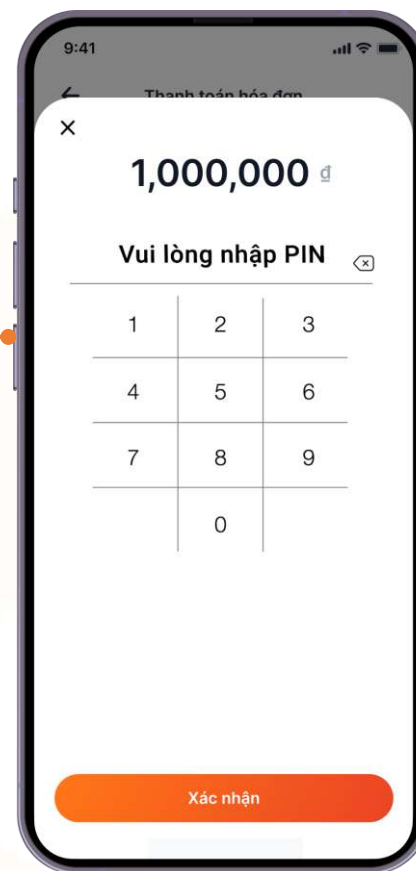 9:41
Thanh toán hóa đơn
1,000,000 đ
Vui lòng nhập PIN
1 2 3
4 5 6
7 8 9
0
Xác nhận